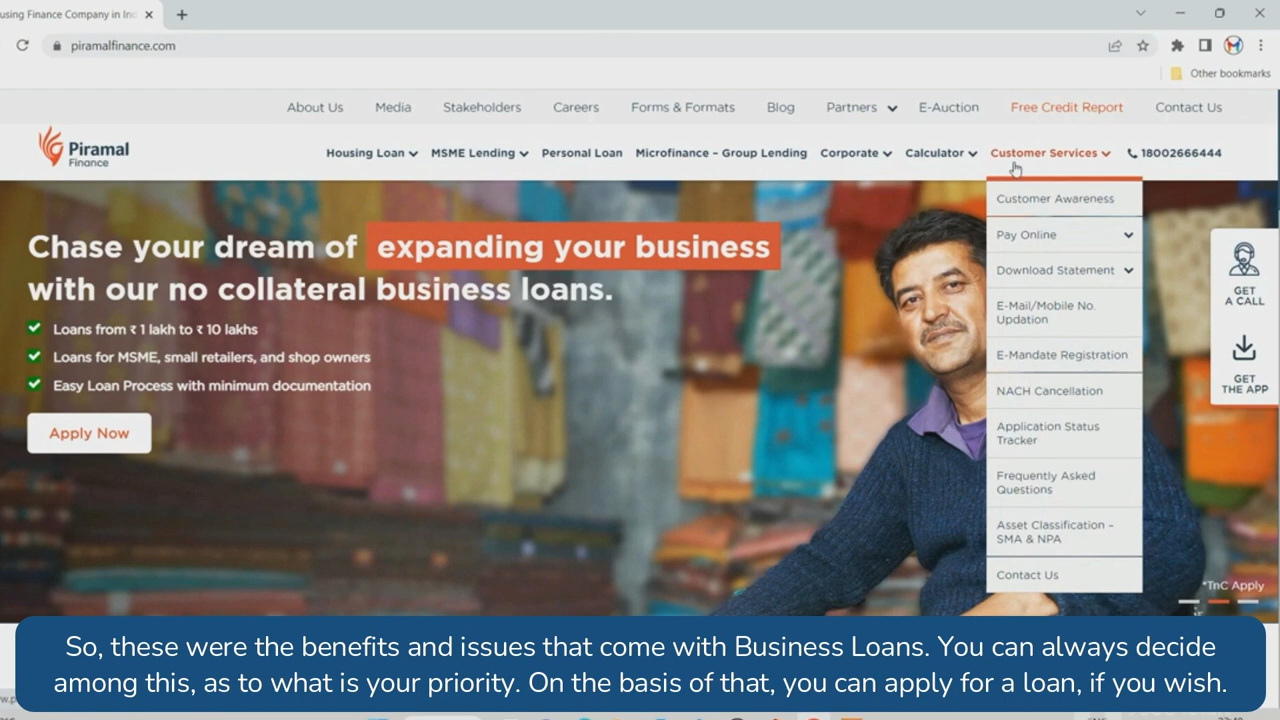 using Finance Company in In
piramalfinance.com
Other bookmarks
About Us Media Stakeholders Careers Forms & Formats Blog Partners E-Auction Free Credit Report Contact Us
Piramal
Finance
Housing Loan MSME Lending Personal Loan Microfinance – Group Lending Corporate Calculator Customer Services 18002666444
Customer Awareness
Pay Online
Download Statement
E-Mail/Mobile No.
Updation
E-Mandate Registration
NACH Cancellation
Application Status
Tracker
Frequently Asked
Questions
Asset Classification –
SMA & NPA
Contact Us
Chase your dream of expanding your business
with our no collateral business loans.
Loans from ₹ 1 lakh to ₹ 10 lakhs
Loans for MSME, small retailers, and shop owners
Easy Loan Process with minimum documentation
Apply Now
GET
A CALL
GET
THE APP
*TnC Apply
So, these were the benefits and issues that come with Business Loans. You can always decide
among this, as to what is your priority. On the basis of that, you can apply for a loan, if you wish.